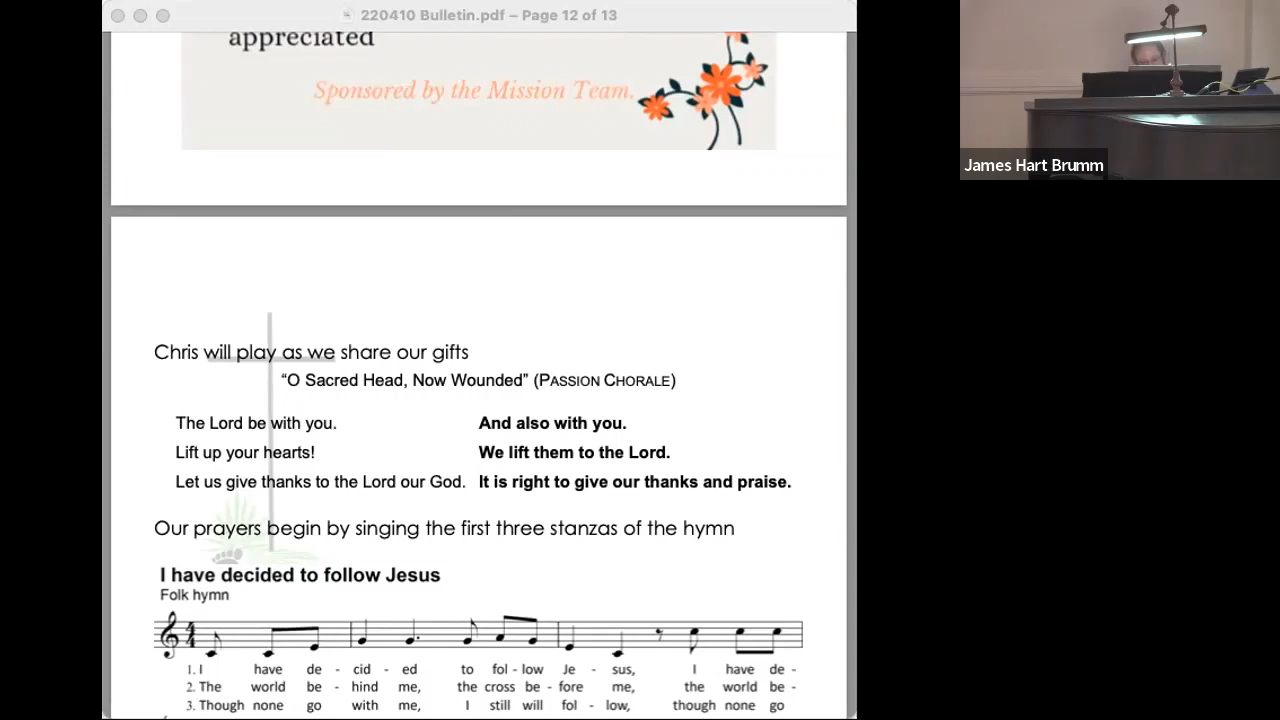 220410 Bulletin.pdf – Page 12 of 13
appreciated
Sponsored by the Mission Team.
James Hart Brumm
Chris will play as we share our gifts
“O Sacred Head, Now Wounded” (PASSION CHORALE)
The Lord be with you. And also with you.
Lift up your hearts! We lift them to the Lord.
Let us give thanks to the Lord our God. It is right to give our thanks and praise.
Our prayers begin by singing the first three stanzas of the hymn
I have decided to follow Jesus
Folk hymn
1. I have de - cid - ed to fol - low Je - sus, I have de -
2. The world be - hind me, the cross be - fore me, the world be -
3. Though none go with me, I still will fol - low, though none go